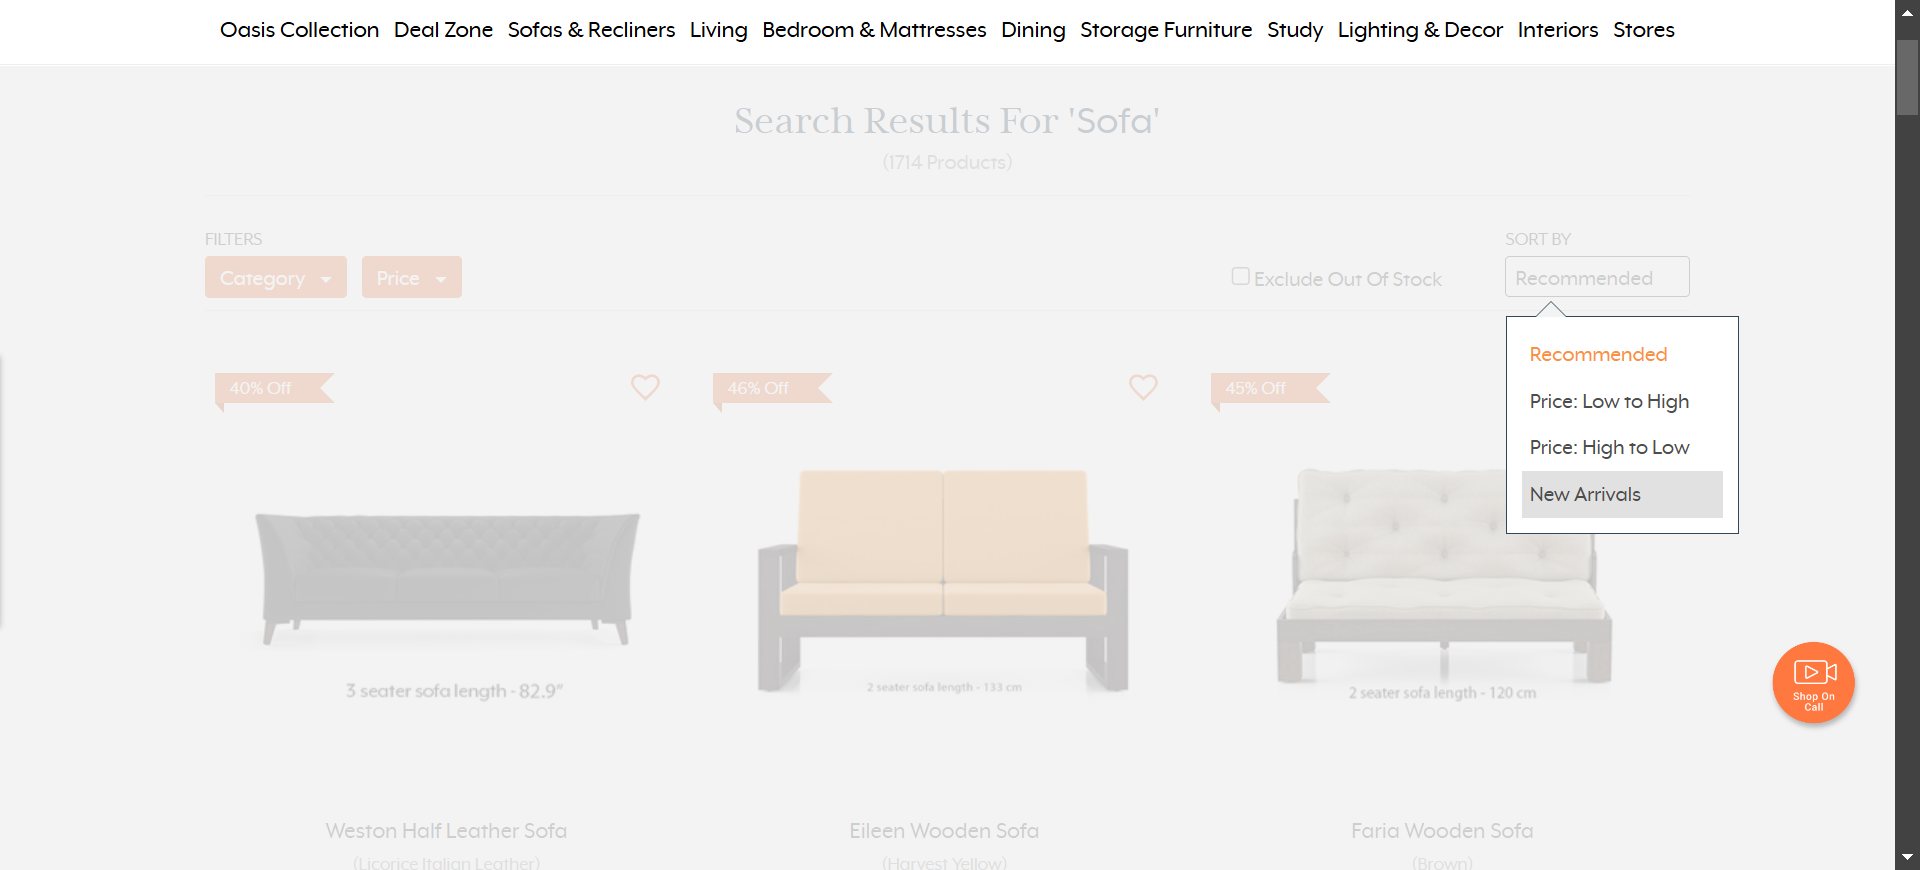 Oasis Collection Deal Zone Sofas & Recliners Living Bedroom & Mattresses Dining Storage Furniture Study Lighting & Decor Interiors Stores
Search Results For 'Sofa'
(1714 Products)
FILTERS
SORT BY
Category Price
Exclude Out Of Stock
Recommended
Recommended
Price: Low to High
Price: High to Low
New Arrivals
40% Off
46% Off
45% Off
3 seater sofa length - 82.9"
2 seater sofa length - 133 cm
2 seater sofa length - 120 cm
Shop On
Call
Weston Half Leather Sofa
Eileen Wooden Sofa
Faria Wooden Sofa
(Licorice Italian Leather)
(Harvest Yellow)
(Brown)